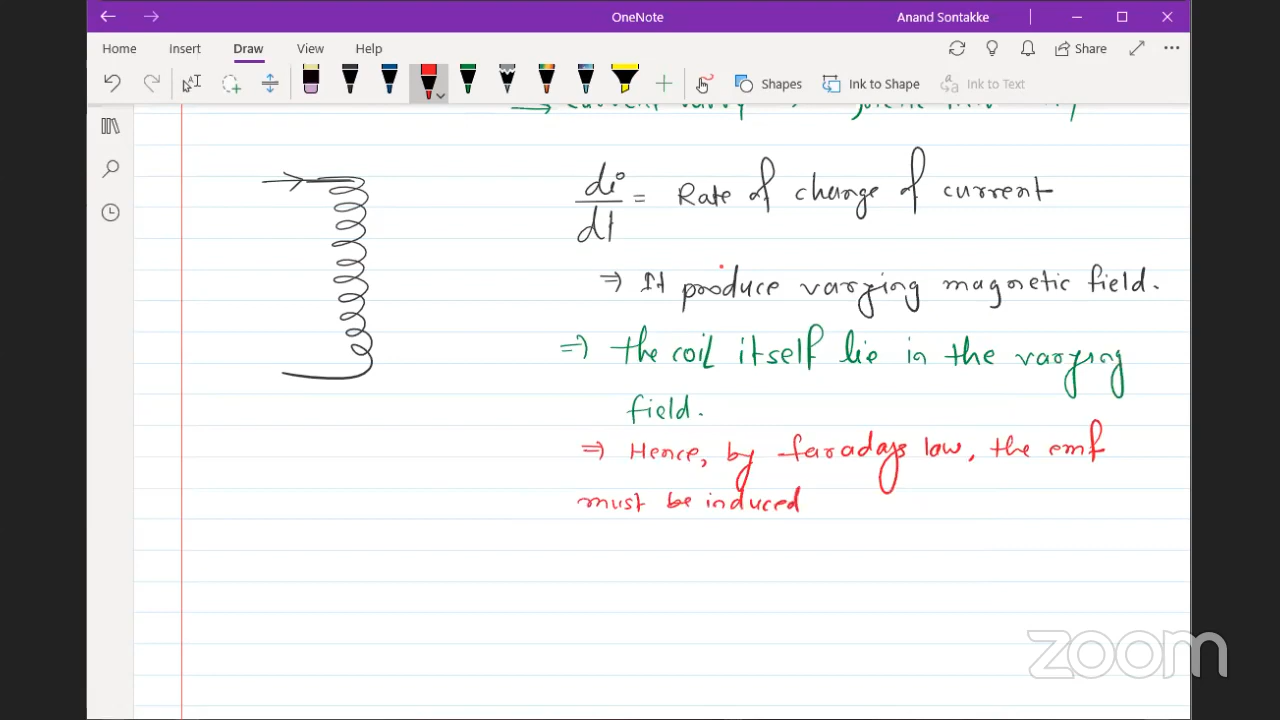 OneNote
Anand Sontakke
Home Insert Draw View Help
Share
Shapes Ink to Shape Ink to Text
→ current
di/dt = Rate of change of current
⇒ It produce varying magnetic field.
⇒ the coil itself lie in the varying
field.
⇒ Hence, by faradays law, the emf
must be induced
zoom